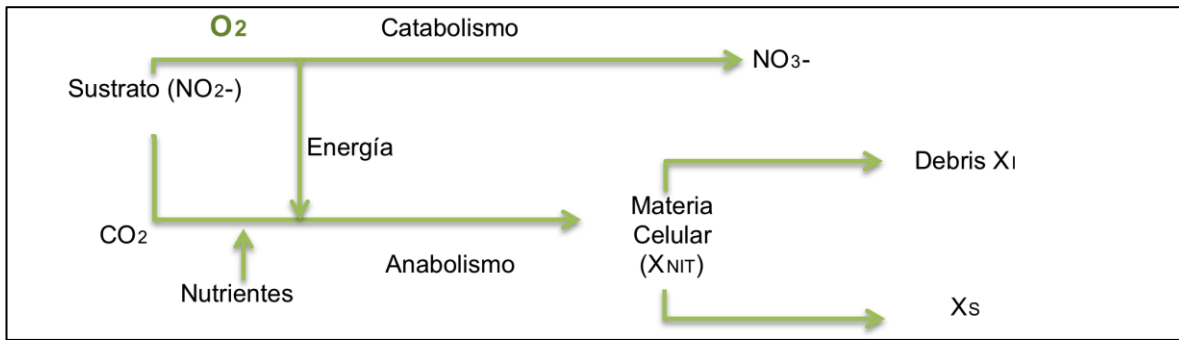 O2 Catabolismo
NO3-
Sustrato (NO2-)
Energía
Debris XI
CO2
Materia
Celular
(XNIT)
Anabolismo
Nutrientes
XS